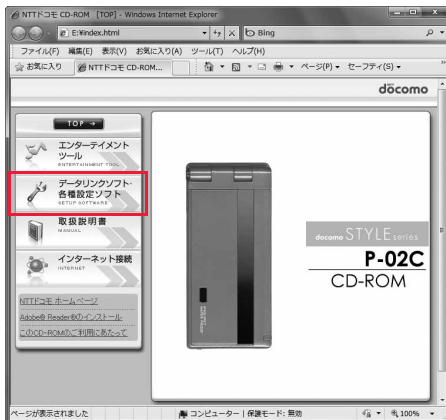 NTTドコモ CD-ROM [TOP] - Windows Internet Explorer
E:¥index.html
Bing
ファイル(F) 編集(E) 表示(V) お気に入り(A) ツール(T) ヘルプ(H)
お気に入り NTTドコモ CD-ROM... ページ(P) セーフティ(S)
döcomo
TOP →
エンターテイメント
ツール
ENTERTAINMENT TOOL
データリンクソフト・
各種設定ソフト
SETUP SOFTWARE
取扱説明書
MANUAL
インターネット接続
INTERNET
NTTドコモ ホームページ
Adobe® Reader®のインストール
このCD-ROMのご利用にあたって
docomo STYLE series
P-02C
CD-ROM
ページが表示されました コンピューター | 保護モード: 無効 100%